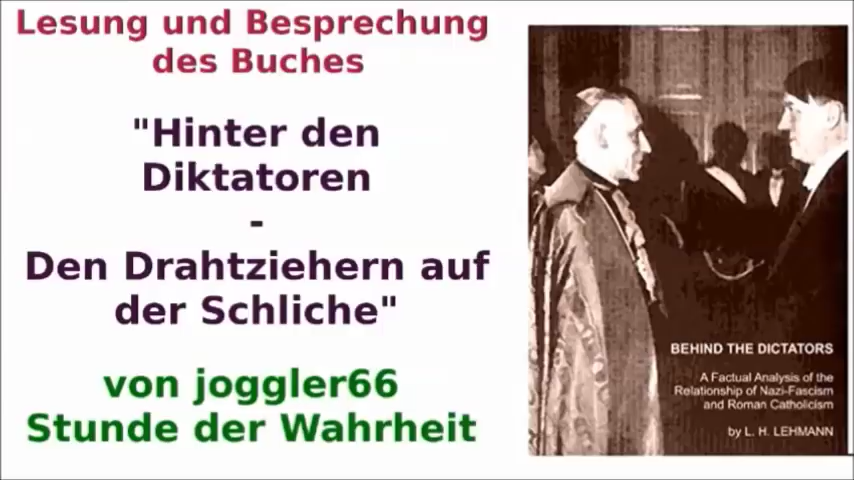 Lesung und Besprechung
des Buches
"Hinter den
Diktatoren
-
Den Drahtziehern auf
der Schliche"
von joggler66
Stunde der Wahrheit
BEHIND THE DICTATORS
A Factual Analysis of the
Relationship of Nazi-Fascism
and Roman Catholicism
by L. H. LEHMANN